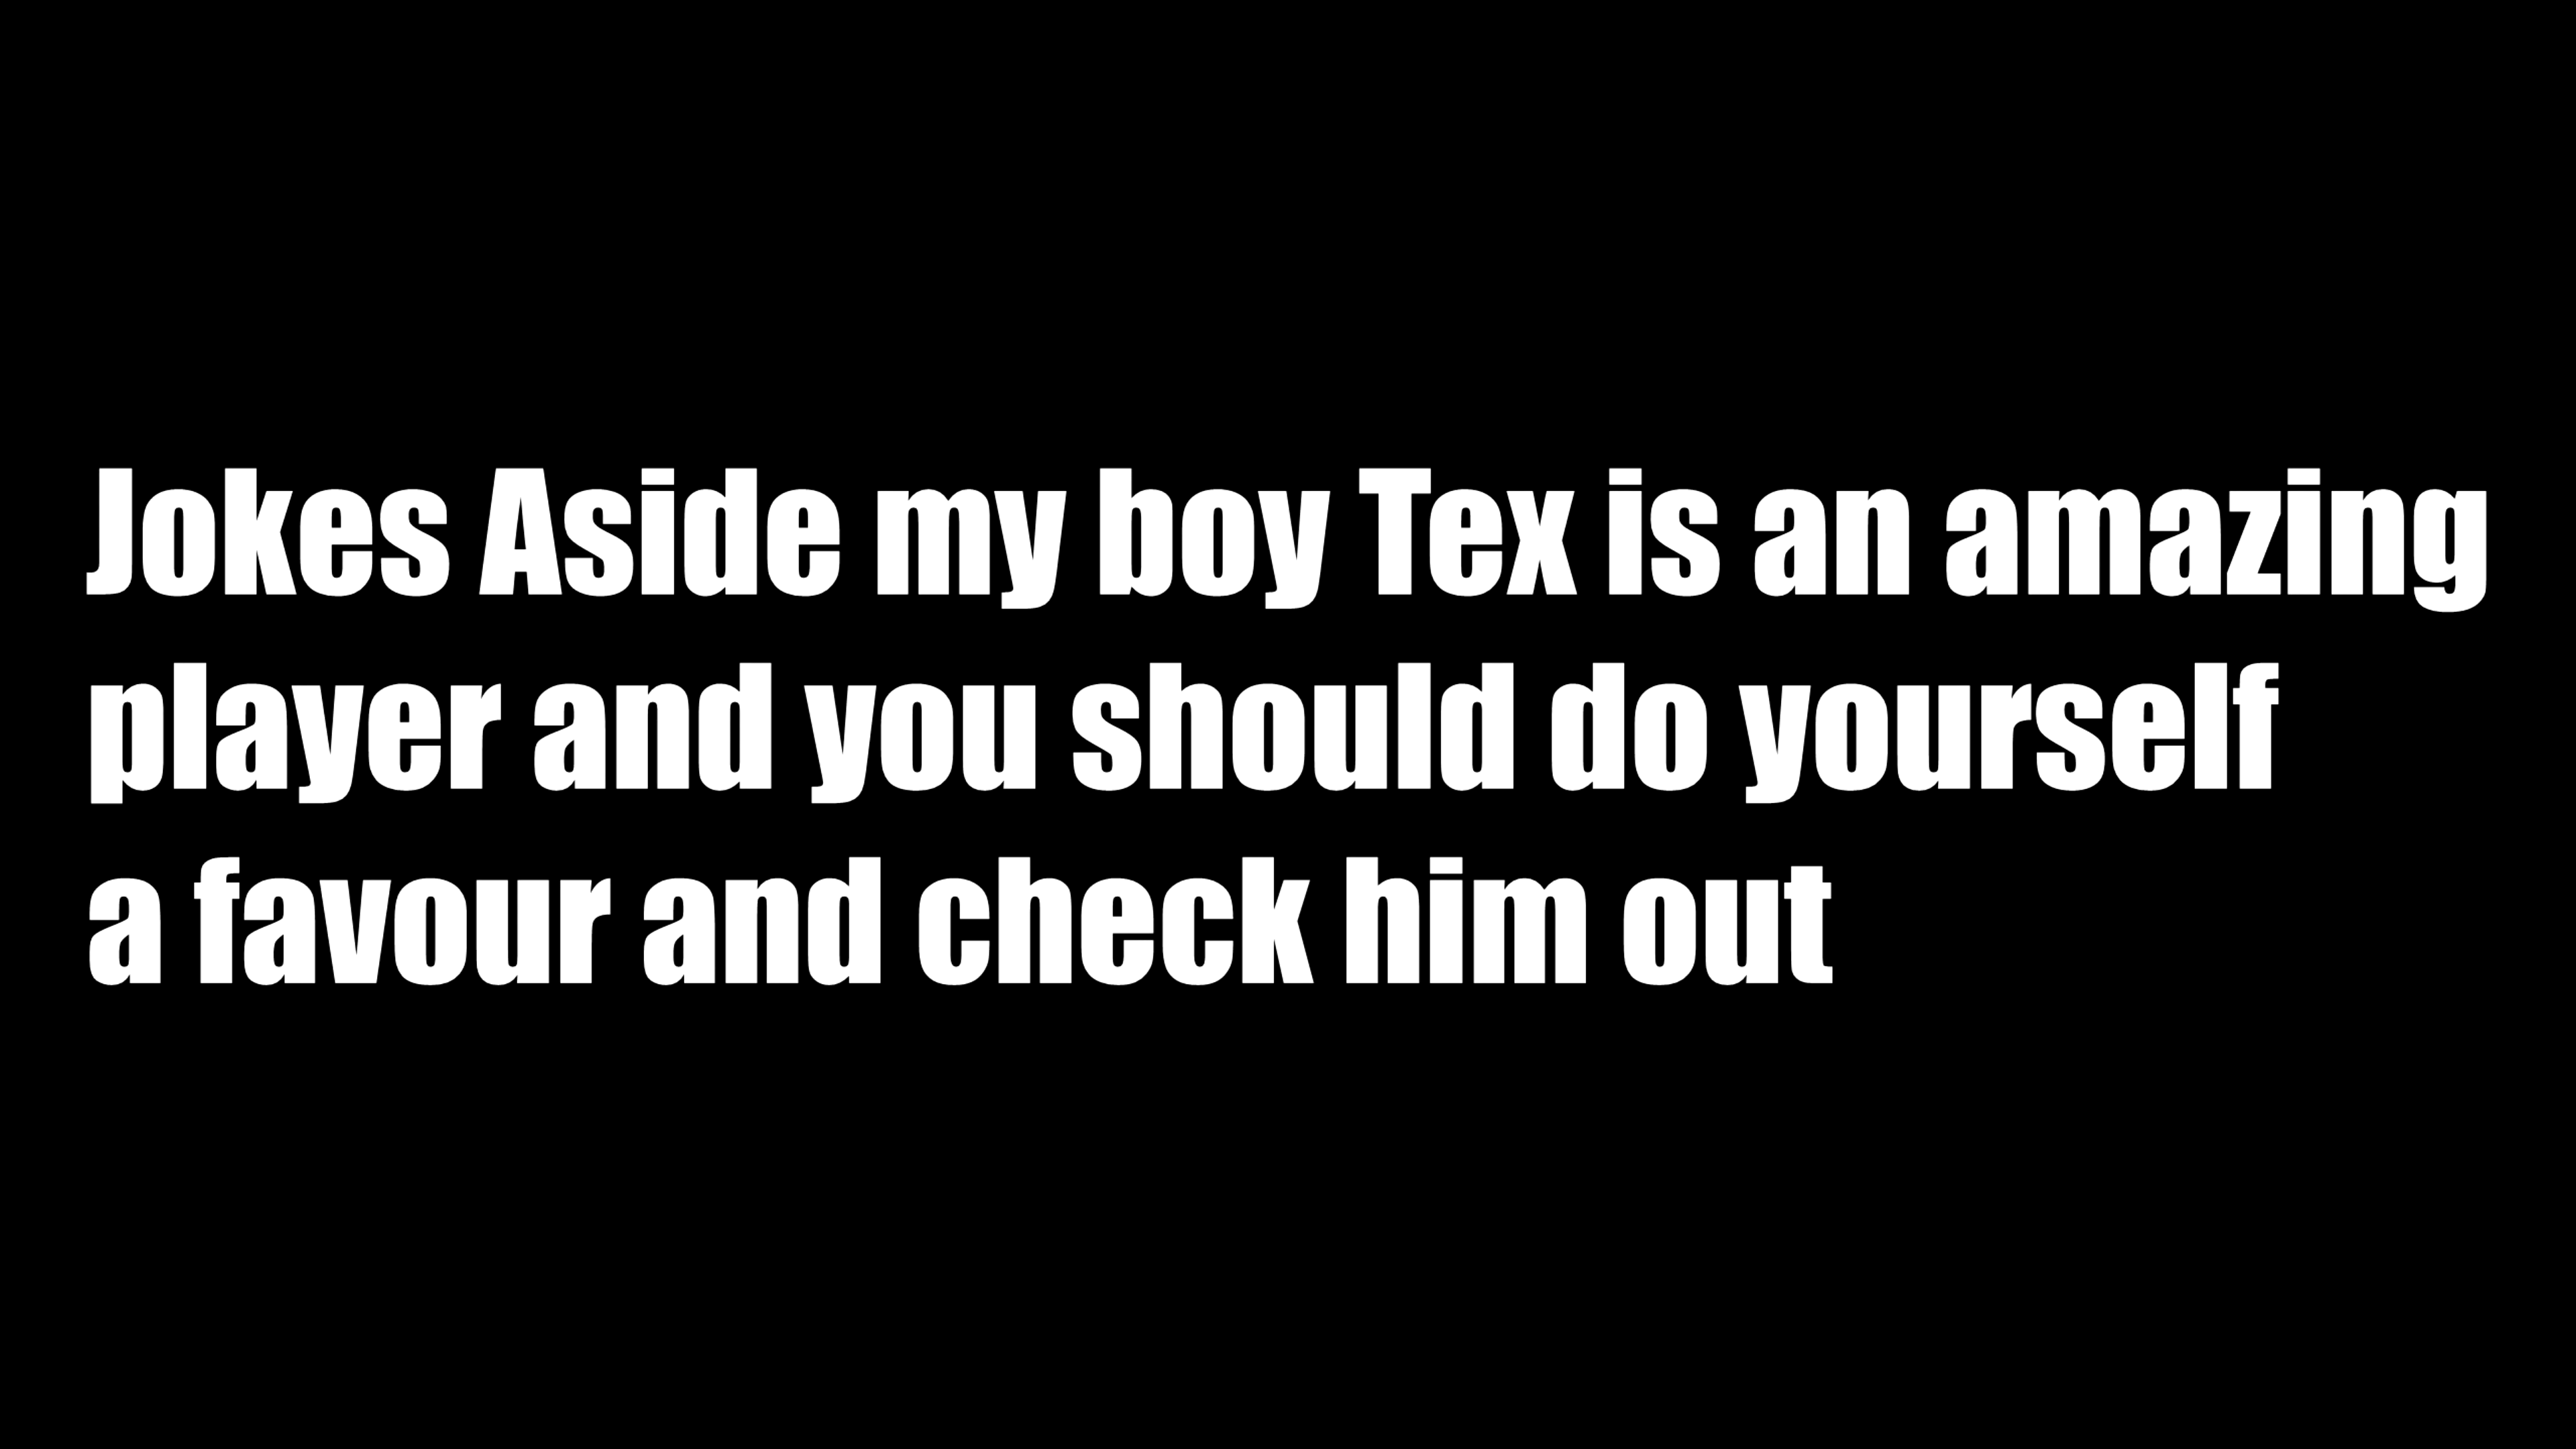 Jokes Aside my boy Tex is an amazing
player and you should do yourself
a favour and check him out